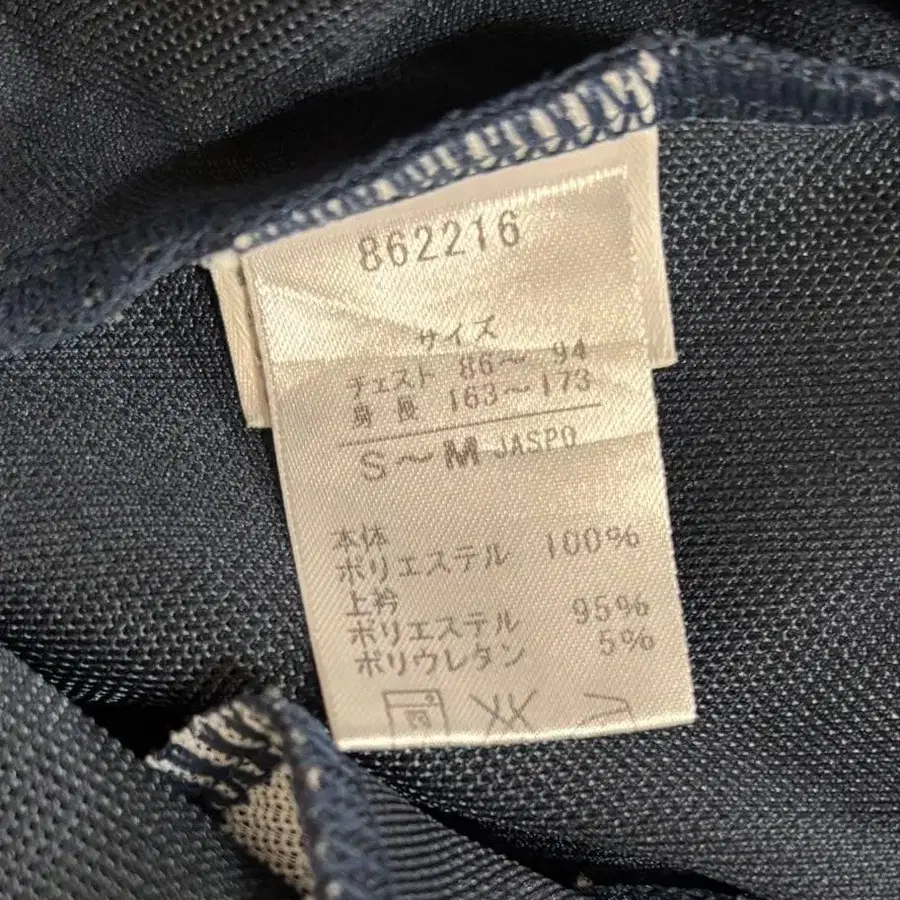 862216
サイズ
チェスト 86～94
身長 163～173
S～M JASPO
本体
ポリエステル 100%
上衿
ポリエステル 95%
ポリウレタン 5%